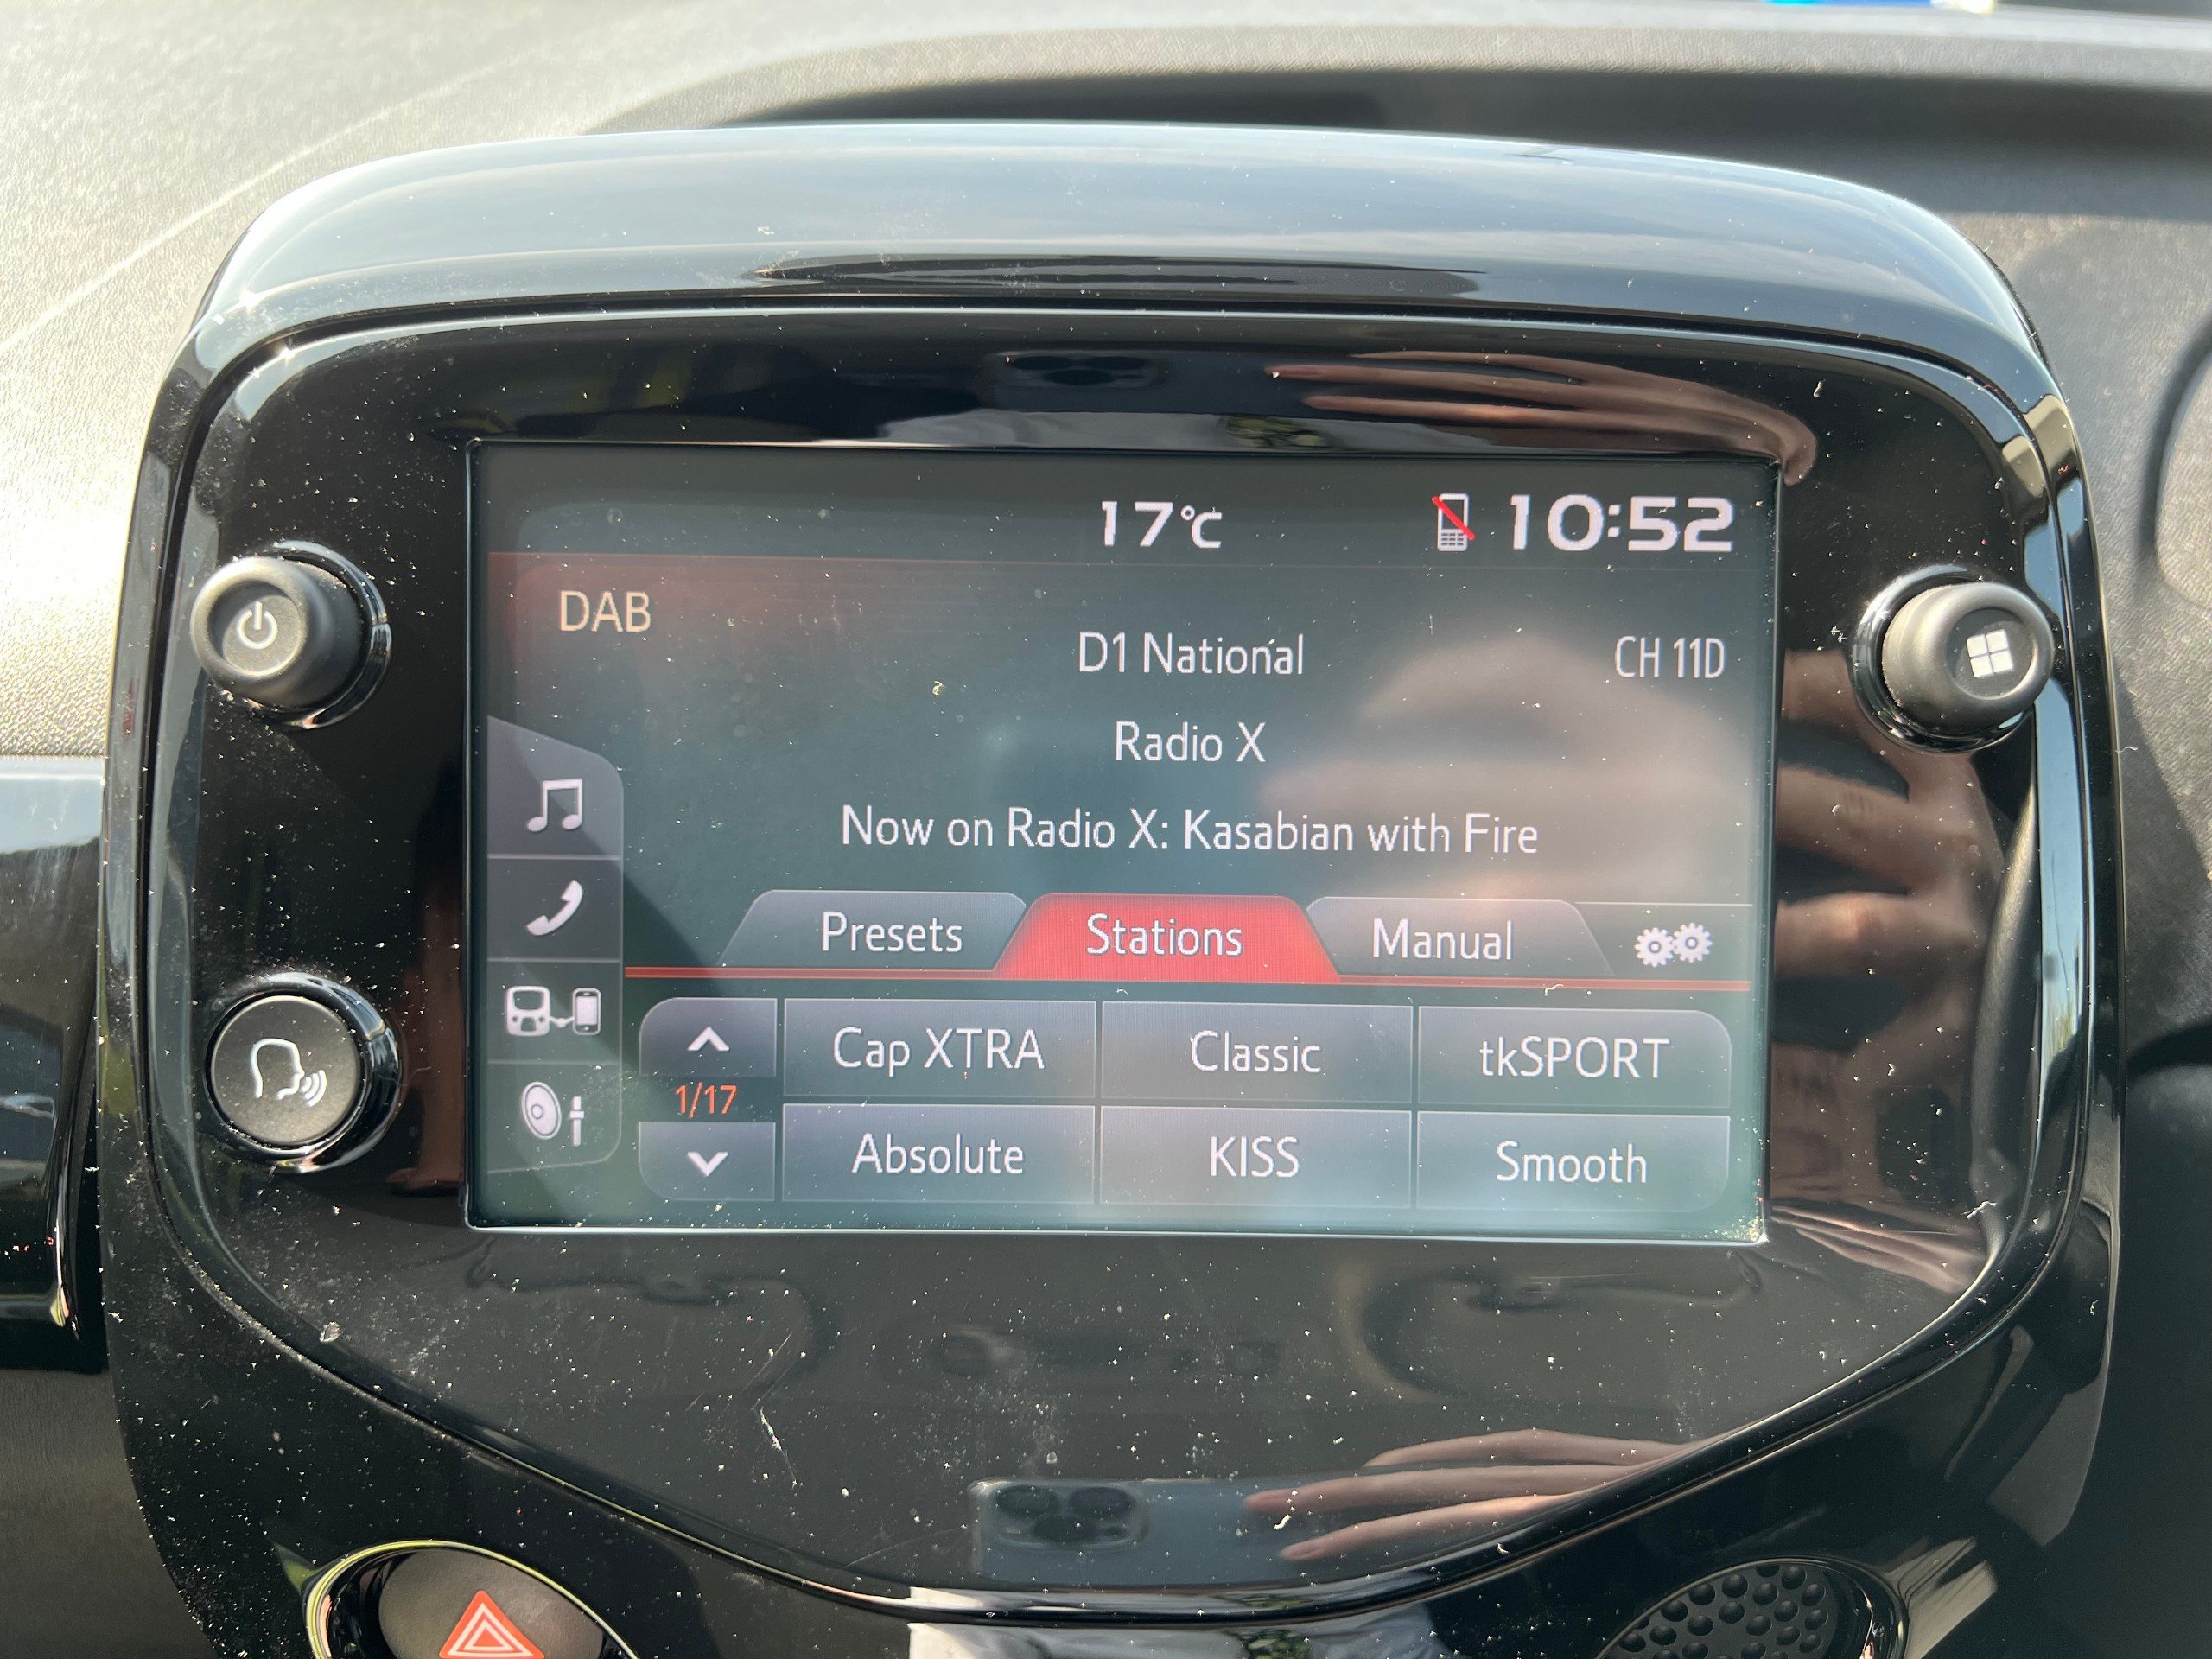 17°C 10:52
DAB
D1 National CH 11D
Radio X
Now on Radio X: Kasabian with Fire
Presets Stations Manual
Cap XTRA Classic tkSPORT
1/17
Absolute KISS Smooth